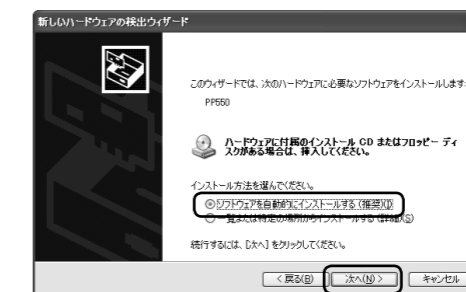 新しいハードウェアの検出ウィザード
このウィザードでは、次のハードウェアに必要なソフトウェアをインストールします:
PP550
ハードウェアに付属のインストール CD またはフロッピー ディ
スクがある場合は、挿入してください。
インストール方法を選んでください。
ソフトウェアを自動的にインストールする (推奨)(I)
一覧または特定の場所からインストールする (詳細)(S)
続行するには、[次へ] をクリックしてください。
< 戻る(B)
次へ(N) >
キャンセル